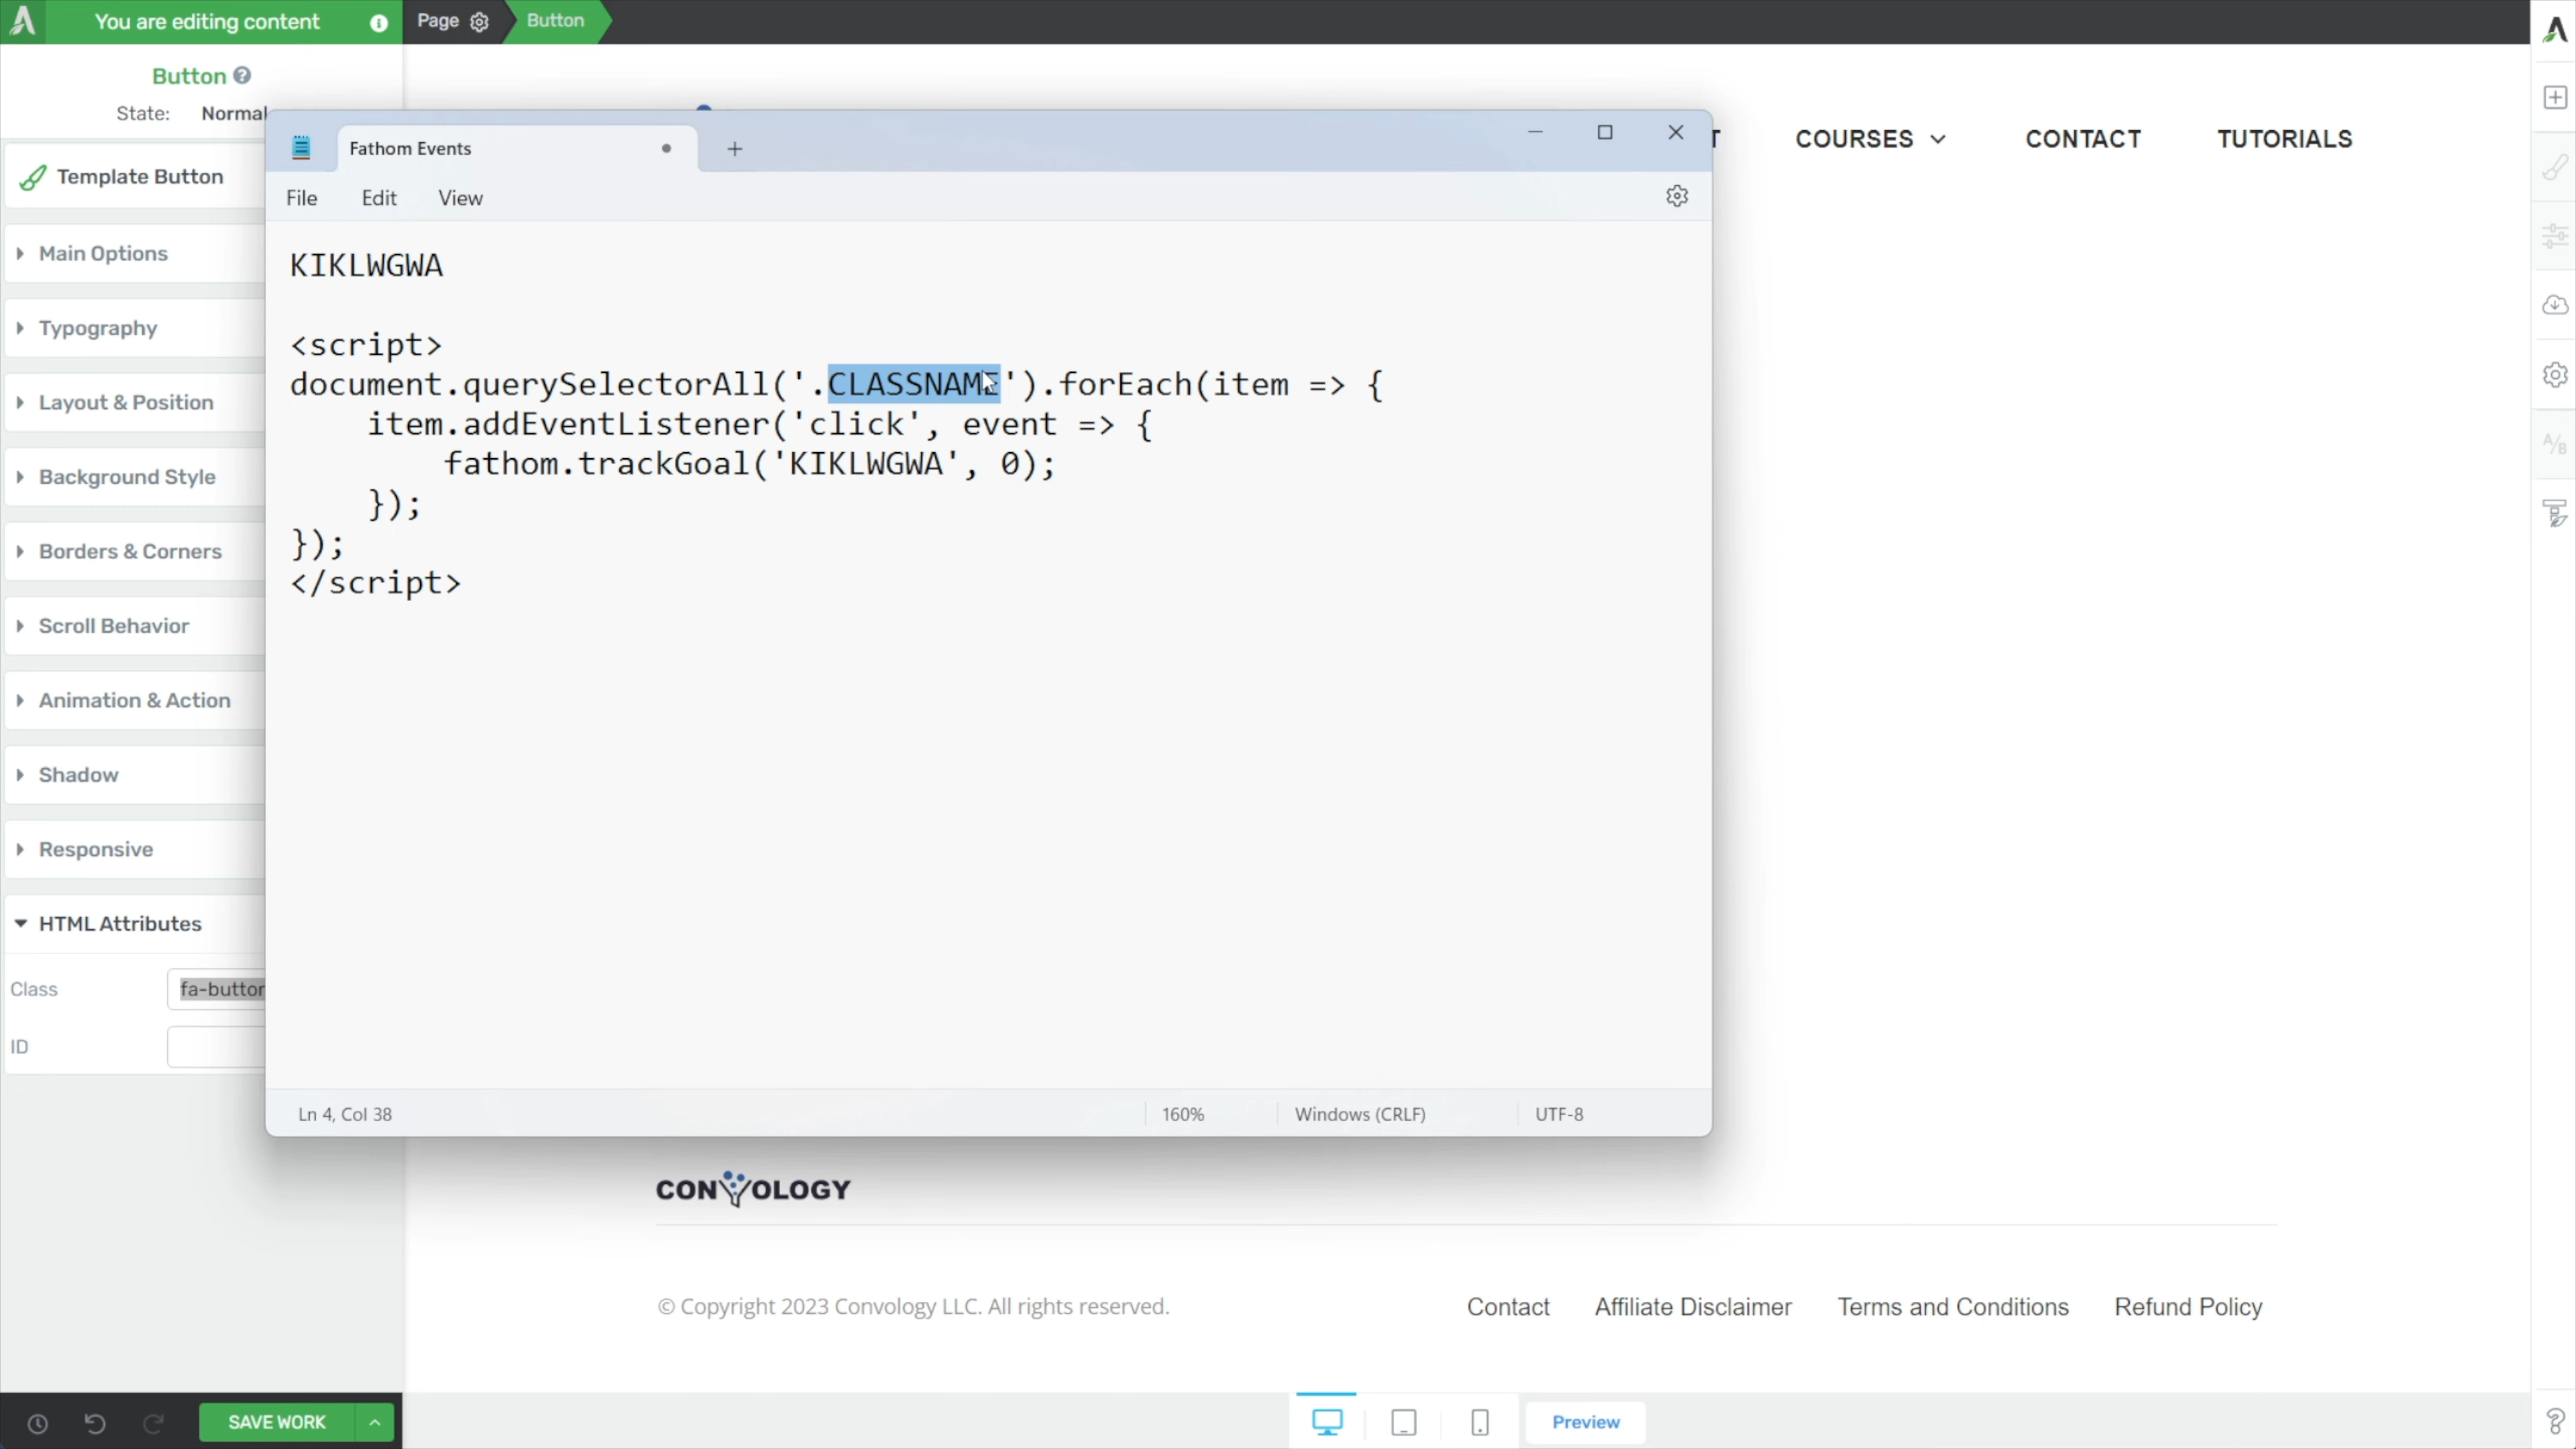 You are editing content
Page
Button
Button
State: Normal
Template Button
Main Options
Typography
Layout & Position
Background Style
Borders & Corners
Scroll Behavior
Animation & Action
Shadow
Responsive
HTML Attributes
Class
ID
SAVE WORK
Fathom Events
File Edit View
KIKLWGWA
<script>
document.querySelectorAll('.CLASSNAME').forEach(item => {
    item.addEventListener('click', event => {
        fathom.trackGoal('KIKLWGWA', 0);
    });
});
</script>
Ln 4, Col 38
160%
Windows (CRLF)
UTF-8
COURSES
CONTACT
TUTORIALS
A/B
CONVOLOGY
© Copyright 2023 Convology LLC. All rights reserved.
Contact
Affiliate Disclaimer
Terms and Conditions
Refund Policy
Preview